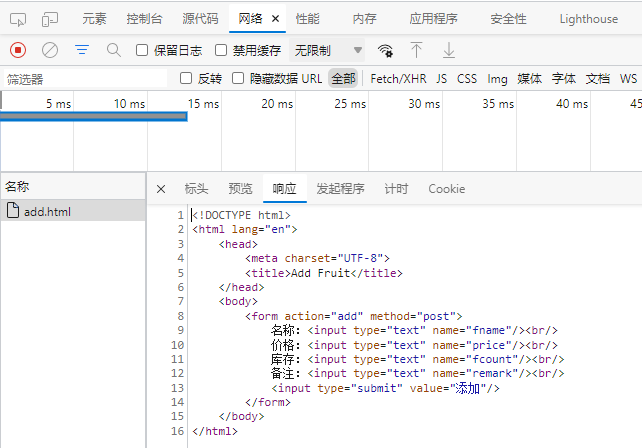 元素 控制台 源代码 网络 × 性能 内存 应用程序 安全性 Lighthouse
保留日志 禁用缓存 无限制
筛选器 反转 隐藏数据 URL 全部 Fetch/XHR JS CSS Img 媒体 字体 文档 WS
5 ms 10 ms 15 ms 20 ms 25 ms 30 ms 35 ms 40 ms 45
名称 × 标头 预览 响应 发起程序 计时 Cookie
add.html
1 <!DOCTYPE html>
2 <html lang="en">
3 <head>
4 <meta charset="UTF-8">
5 <title>Add Fruit</title>
6 </head>
7 <body>
8 <form action="add" method="post">
9 名称：<input type="text" name="fname"/><br/>
10 价格：<input type="text" name="price"/><br/>
11 库存：<input type="text" name="fcount"/><br/>
12 备注：<input type="text" name="remark"/><br/>
13 <input type="submit" value="添加"/>
14 </form>
15 </body>
16 </html>